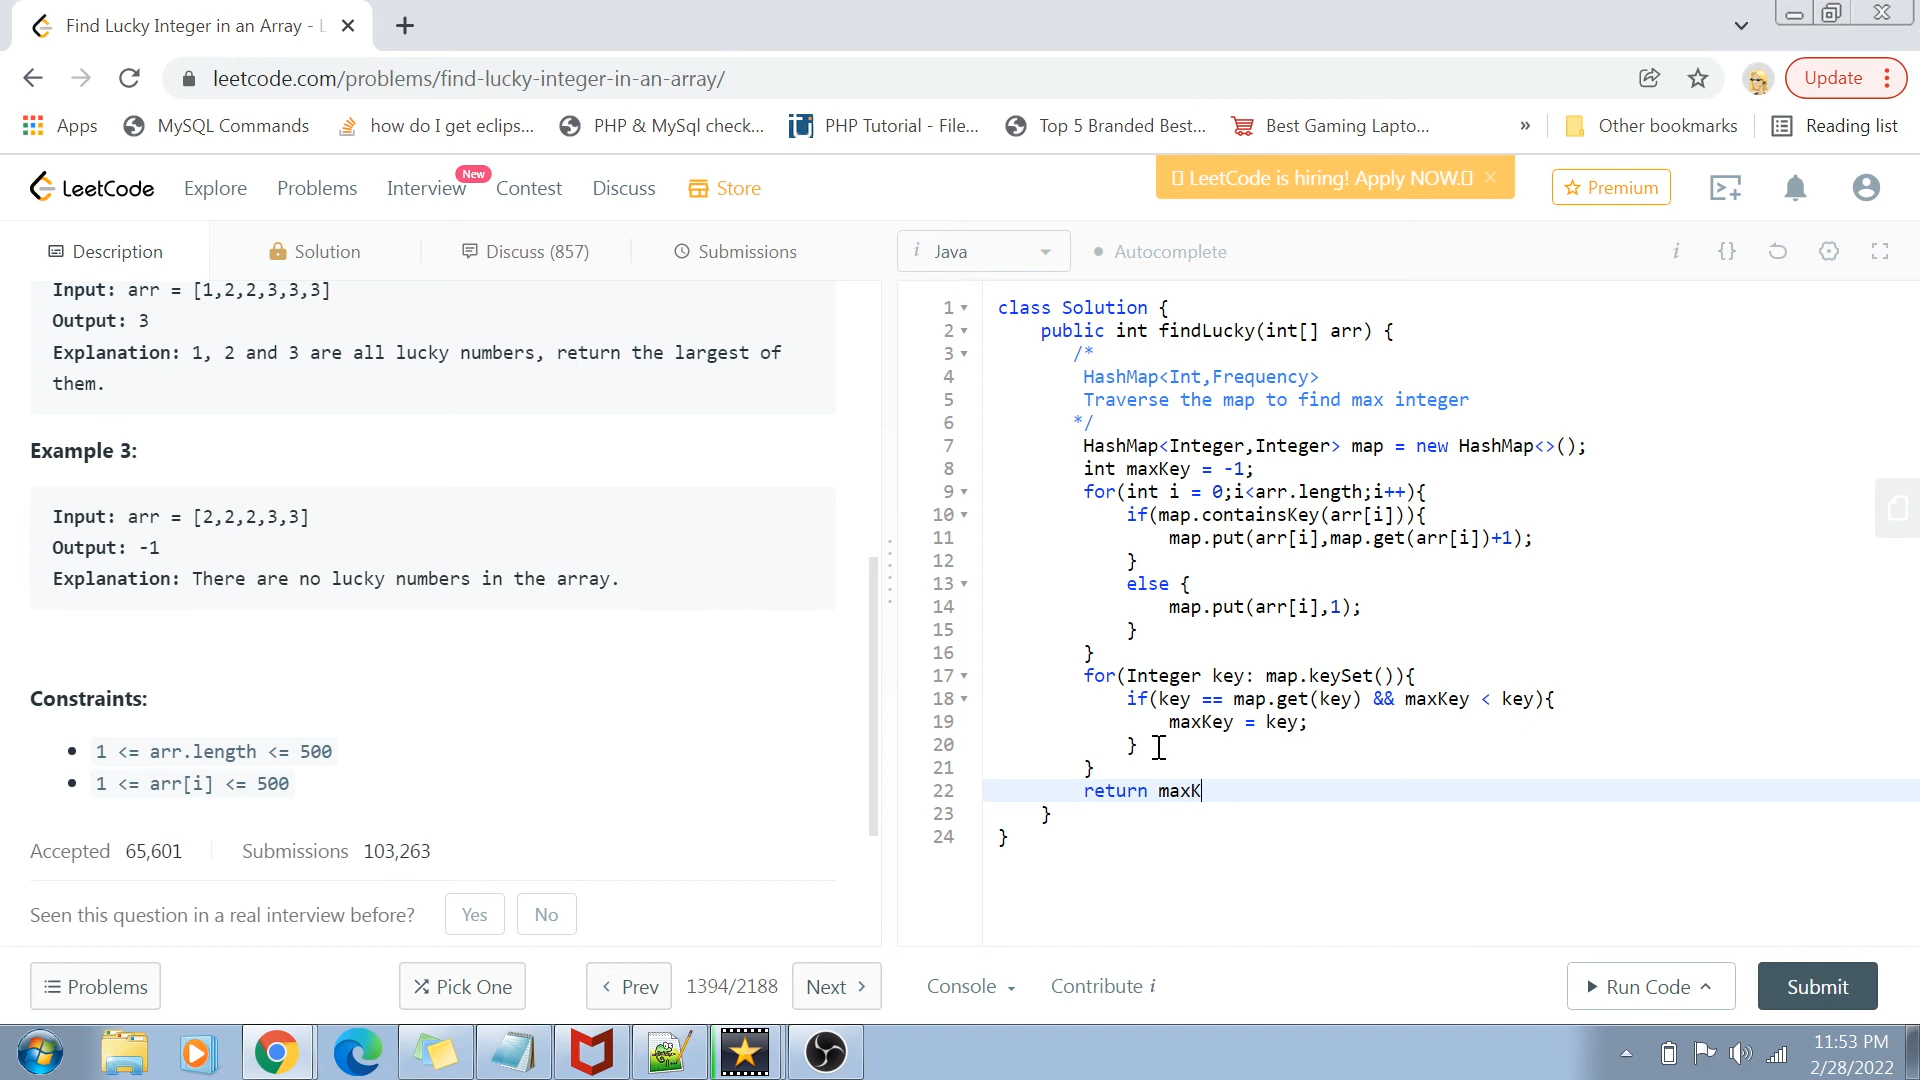 Find Lucky Integer in an Array - L
leetcode.com/problems/find-lucky-integer-in-an-array/
Update
Apps
MySQL Commands
how do I get eclips...
PHP & MySql check...
PHP Tutorial - File...
Top 5 Branded Best...
Best Gaming Lapto...
»
Other bookmarks
Reading list
LeetCode
Explore
Problems
Interview
New
Contest
Discuss
Store
LeetCode is hiring! Apply NOW.
Premium
Description
Solution
Discuss (857)
Submissions
Input: arr = [1,2,2,3,3,3]
Output: 3
Explanation: 1, 2 and 3 are all lucky numbers, return the largest of
them.
Example 3:
Input: arr = [2,2,2,3,3]
Output: -1
Explanation: There are no lucky numbers in the array.
Constraints:
1 <= arr.length <= 500
1 <= arr[i] <= 500
Accepted 65,601
Submissions 103,263
Seen this question in a real interview before?
Yes
No
Problems
Pick One
Prev
1394/2188
Next
i Java
Autocomplete
i
{}
1 class Solution {
2 public int findLucky(int[] arr) {
3 /*
4 HashMap<Int,Frequency>
5 Traverse the map to find max integer
6 */
7 HashMap<Integer,Integer> map = new HashMap<>();
8 int maxKey = -1;
9 for(int i = 0;i<arr.length;i++){
10 if(map.containsKey(arr[i])){
11 map.put(arr[i],map.get(arr[i])+1);
12 }
13 else {
14 map.put(arr[i],1);
15 }
16 }
17 for(Integer key: map.keySet()){
18 if(key == map.get(key) && maxKey < key){
19 maxKey = key;
20 }
21 }
22 return maxK
23 }
24 }
Console
Contribute i
Run Code
Submit
11:53 PM
2/28/2022